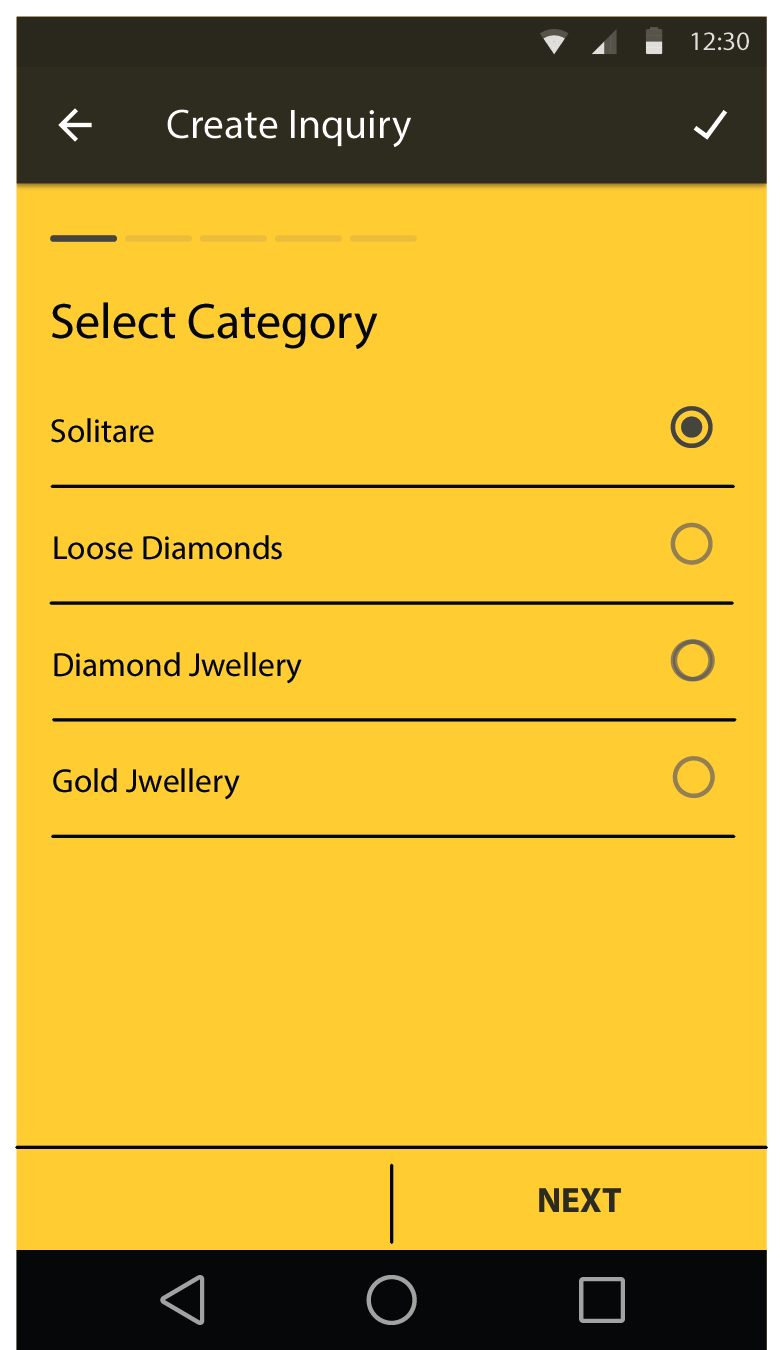 12:30
Create Inquiry
Select Category
Solitare
Loose Diamonds
Diamond Jwellery
Gold Jwellery
NEXT